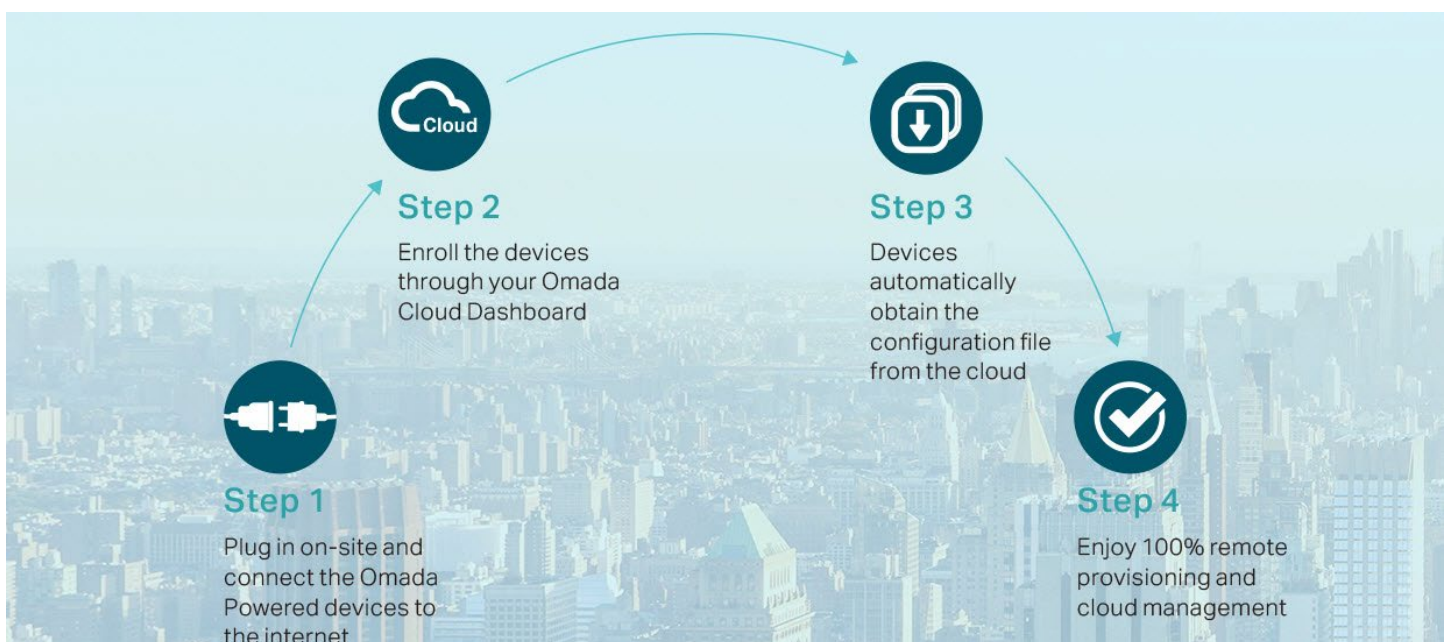 Cloud
Step 2
Enroll the devices
through your Omada
Cloud Dashboard
Step 3
Devices
automatically
obtain the
configuration file
from the cloud
Step 1
Plug in on-site and
connect the Omada
Powered devices to
the internet
Step 4
Enjoy 100% remote
provisioning and
cloud management